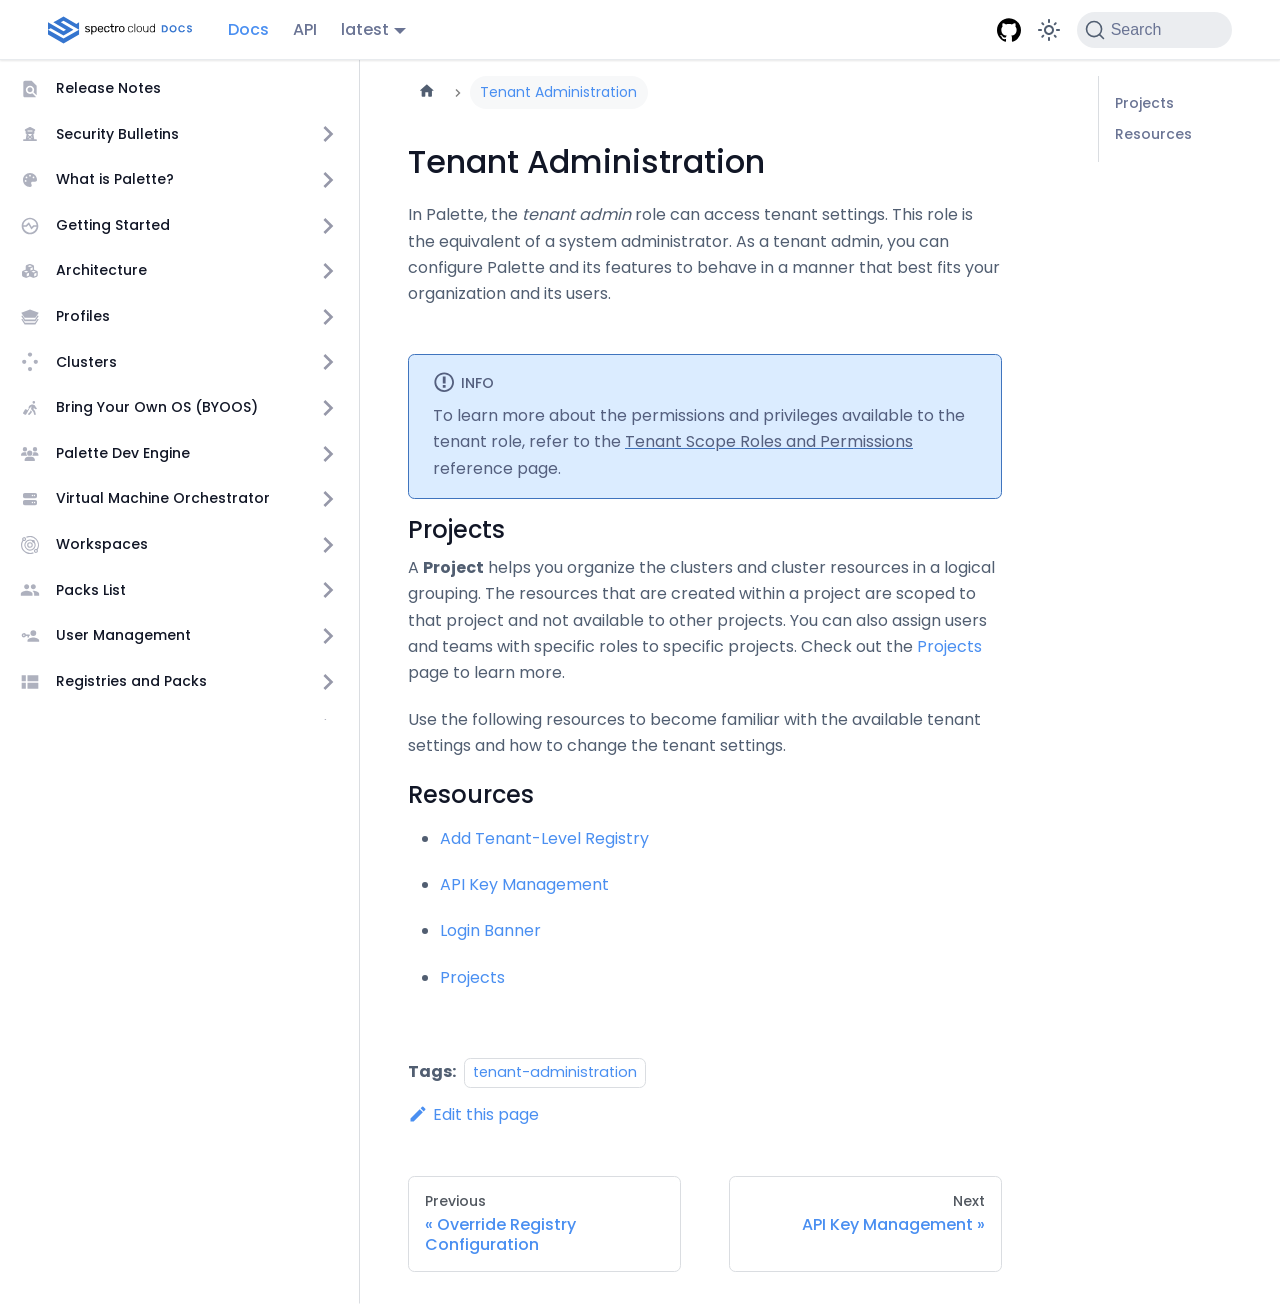 spectro cloud DOCS
Docs
API
latest
Search
Release Notes
Security Bulletins
What is Palette?
Getting Started
Architecture
Profiles
Clusters
Bring Your Own OS (BYOOS)
Palette Dev Engine
Virtual Machine Orchestrator
Workspaces
Packs List
User Management
Registries and Packs
Tenant Administration
Tenant Administration
In Palette, the tenant admin role can access tenant settings. This role is
the equivalent of a system administrator. As a tenant admin, you can
configure Palette and its features to behave in a manner that best fits your
organization and its users.
INFO
To learn more about the permissions and privileges available to the
tenant role, refer to the Tenant Scope Roles and Permissions
reference page.
Projects
A Project helps you organize the clusters and cluster resources in a logical
grouping. The resources that are created within a project are scoped to
that project and not available to other projects. You can also assign users
and teams with specific roles to specific projects. Check out the Projects
page to learn more.
Use the following resources to become familiar with the available tenant
settings and how to change the tenant settings.
Resources
Add Tenant-Level Registry
API Key Management
Login Banner
Projects
Tags: tenant-administration
Edit this page
Previous
« Override Registry
Configuration
Next
API Key Management »
Projects
Resources